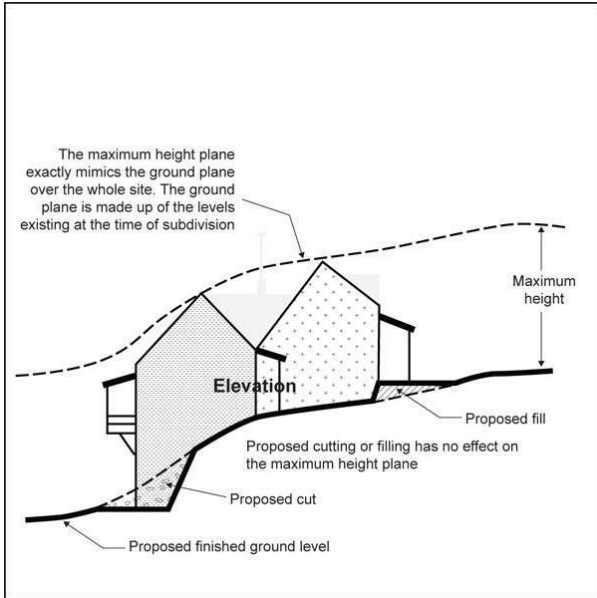 The maximum height plane
exactly mimics the ground plane
over the whole site. The ground
plane is made up of the levels
existing at the time of subdivision
Maximum
height
Elevation
Proposed fill
Proposed cutting or filling has no effect on
the maximum height plane
Proposed cut
Proposed finished ground level